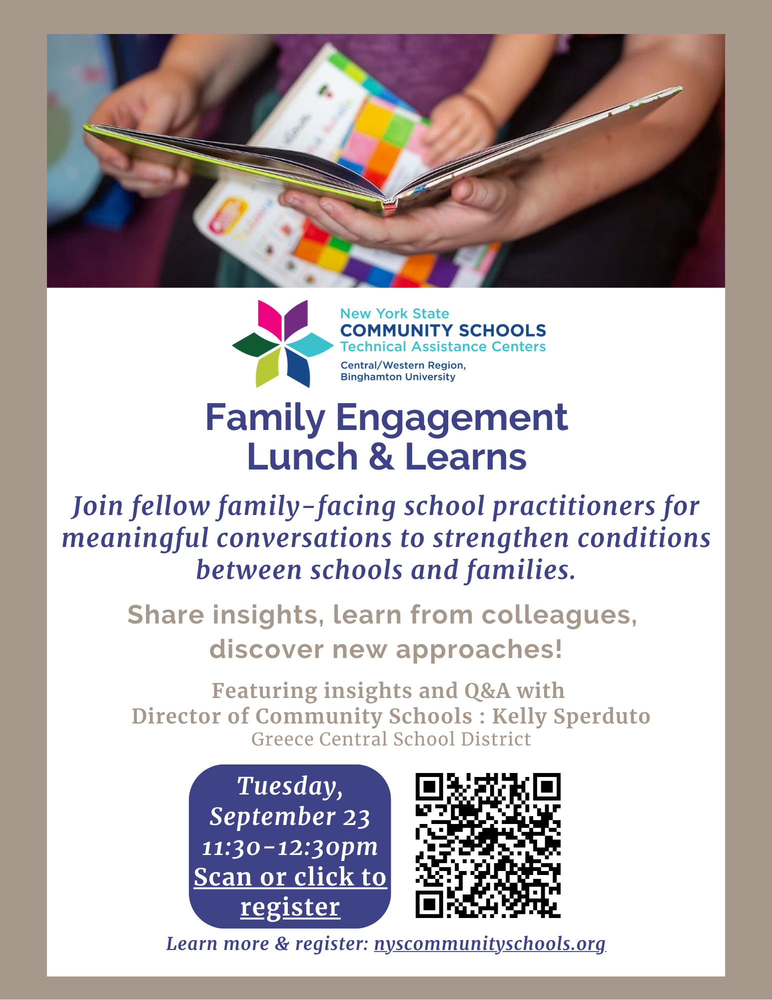 New York State
COMMUNITY SCHOOLS
Technical Assistance Centers
Central/Western Region,
Binghamton University
Family Engagement
Lunch & Learns
Join fellow family-facing school practitioners for
meaningful conversations to strengthen conditions
between schools and families.
Share insights, learn from colleagues,
discover new approaches!
Featuring insights and Q&A with
Director of Community Schools : Kelly Sperduto
Greece Central School District
Tuesday,
September 23
11:30-12:30pm
Scan or click to
register
Learn more & register: nyscommunityschools.org